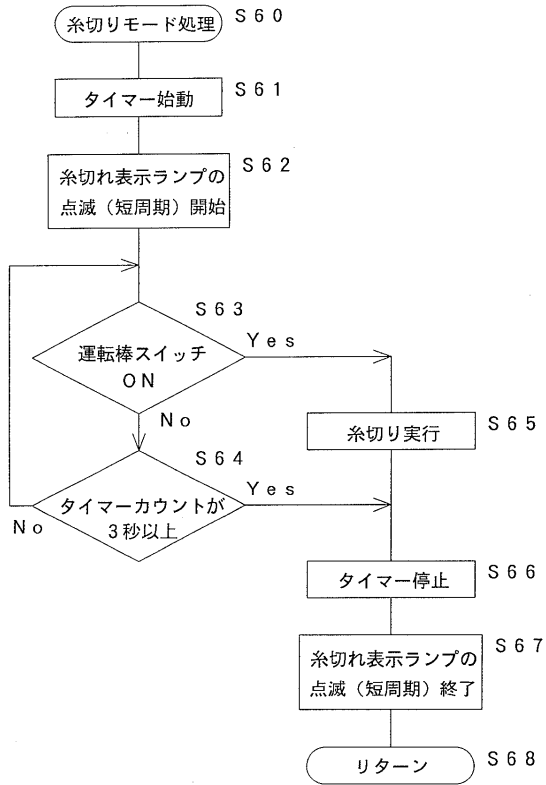 糸切りモード処理
S60
タイマー始動
S61
糸切れ表示ランプの
点滅（短周期）開始
S62
S63
運転棒スイッチ
ON
Yes
No
S64
タイマーカウントが
3秒以上
Yes
No
糸切り実行
S65
タイマー停止
S66
糸切れ表示ランプの
点滅（短周期）終了
S67
リターン
S68